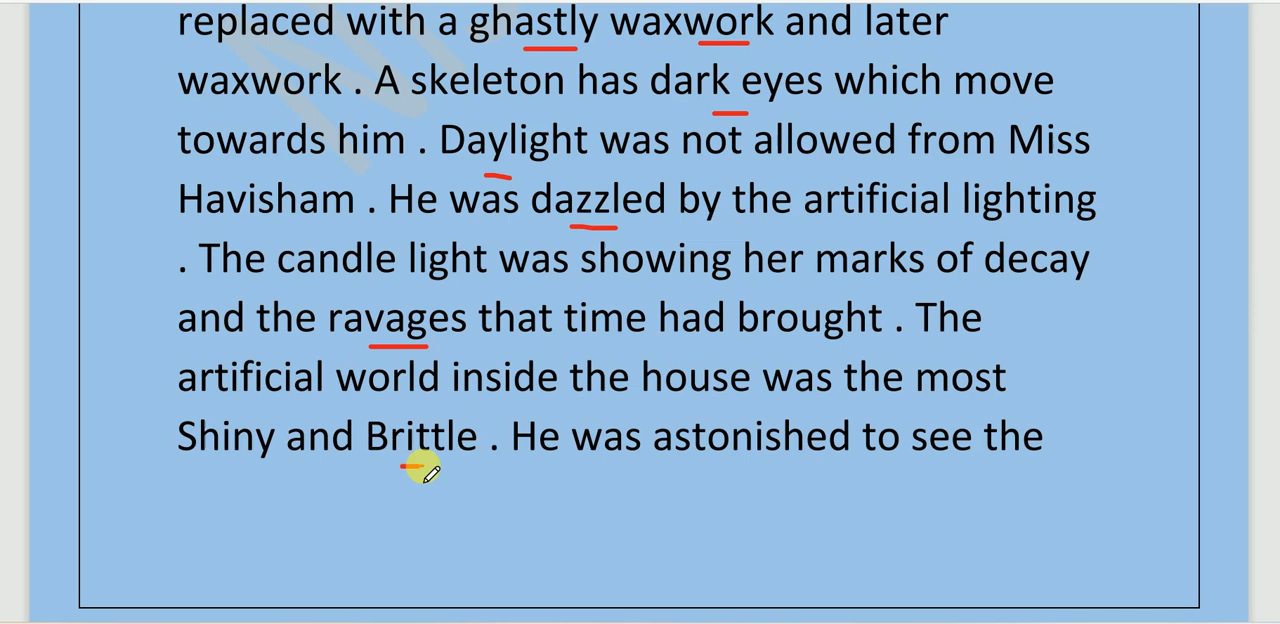 replaced with a ghastly waxwork and later
waxwork . A skeleton has dark eyes which move
towards him . Daylight was not allowed from Miss
Havisham . He was dazzled by the artificial lighting
. The candle light was showing her marks of decay
and the ravages that time had brought . The
artificial world inside the house was the most
Shiny and Brittle . He was astonished to see the